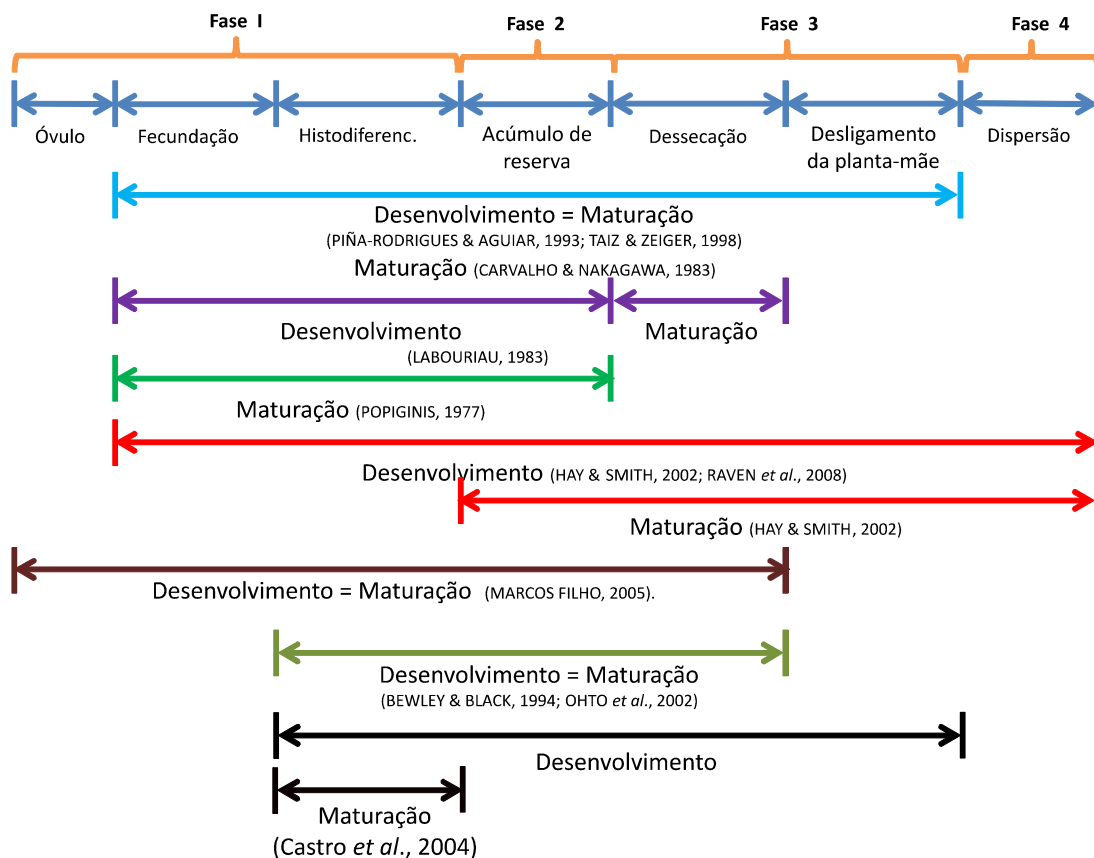 Fase I
Fase 2
Fase 3
Fase 4
Óvulo
Fecundação
Histodiferenc.
Acúmulo de
reserva
Dessecação
Desligamento
da planta-mãe
Dispersão
Desenvolvimento = Maturação
(PIÑA-RODRIGUES & AGUIAR, 1993; TAIZ & ZEIGER, 1998)
Maturação (CARVALHO & NAKAGAWA, 1983)
Desenvolvimento
Maturação
(LABOURIAU, 1983)
Maturação (POPIGINIS, 1977)
Desenvolvimento (HAY & SMITH, 2002; RAVEN et al., 2008)
Maturação (HAY & SMITH, 2002)
Desenvolvimento = Maturação (MARCOS FILHO, 2005).
Desenvolvimento = Maturação
(BEWLEY & BLACK, 1994; OHTO et al., 2002)
Desenvolvimento
Maturação
(Castro et al., 2004)